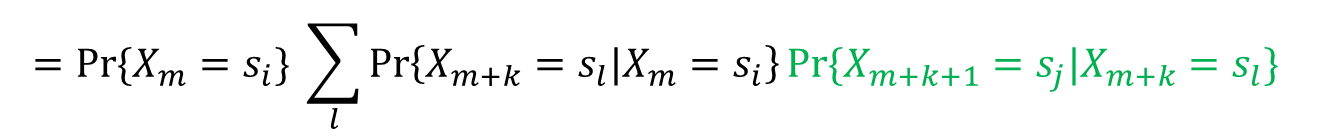 = Pr{X_m = s_i} ∑_l Pr{X_{m+k} = s_l|X_m = s_i} Pr{X_{m+k+1} = s_j|X_{m+k} = s_l}